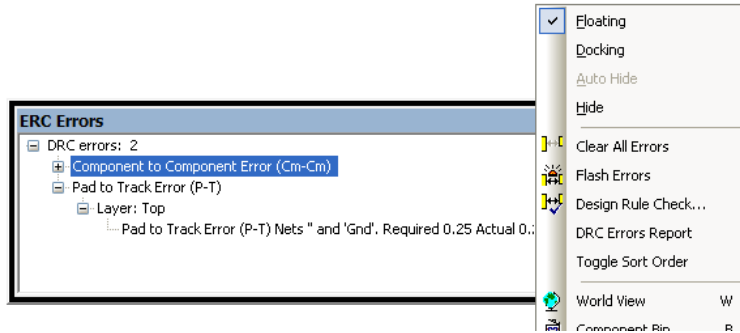 Floating
Docking
Auto Hide
Hide
Clear All Errors
Flash Errors
Design Rule Check...
DRC Errors Report
Toggle Sort Order
World View W
Component Bin B
ERC Errors
DRC errors: 2
Component to Component Error (Cm-Cm)
Pad to Track Error (P-T)
Layer: Top
Pad to Track Error (P-T) Nets '' and 'Gnd'. Required 0.25 Actual 0.